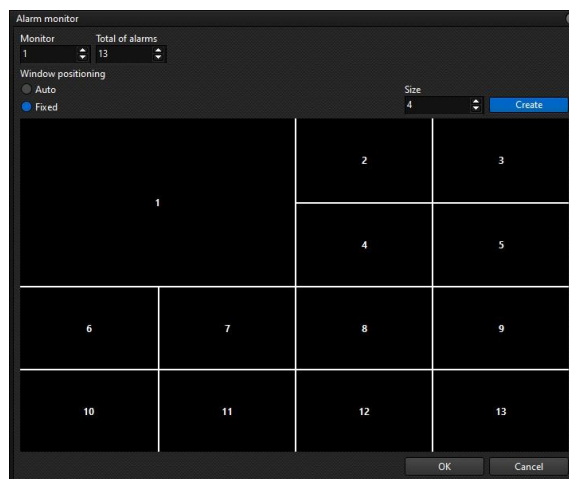 Alarm monitor
Monitor Total of alarms
1 13
Window positioning
Auto
Size
Fixed 4 Create
1 2 3
4 5
6 7 8 9
10 11 12 13
OK Cancel